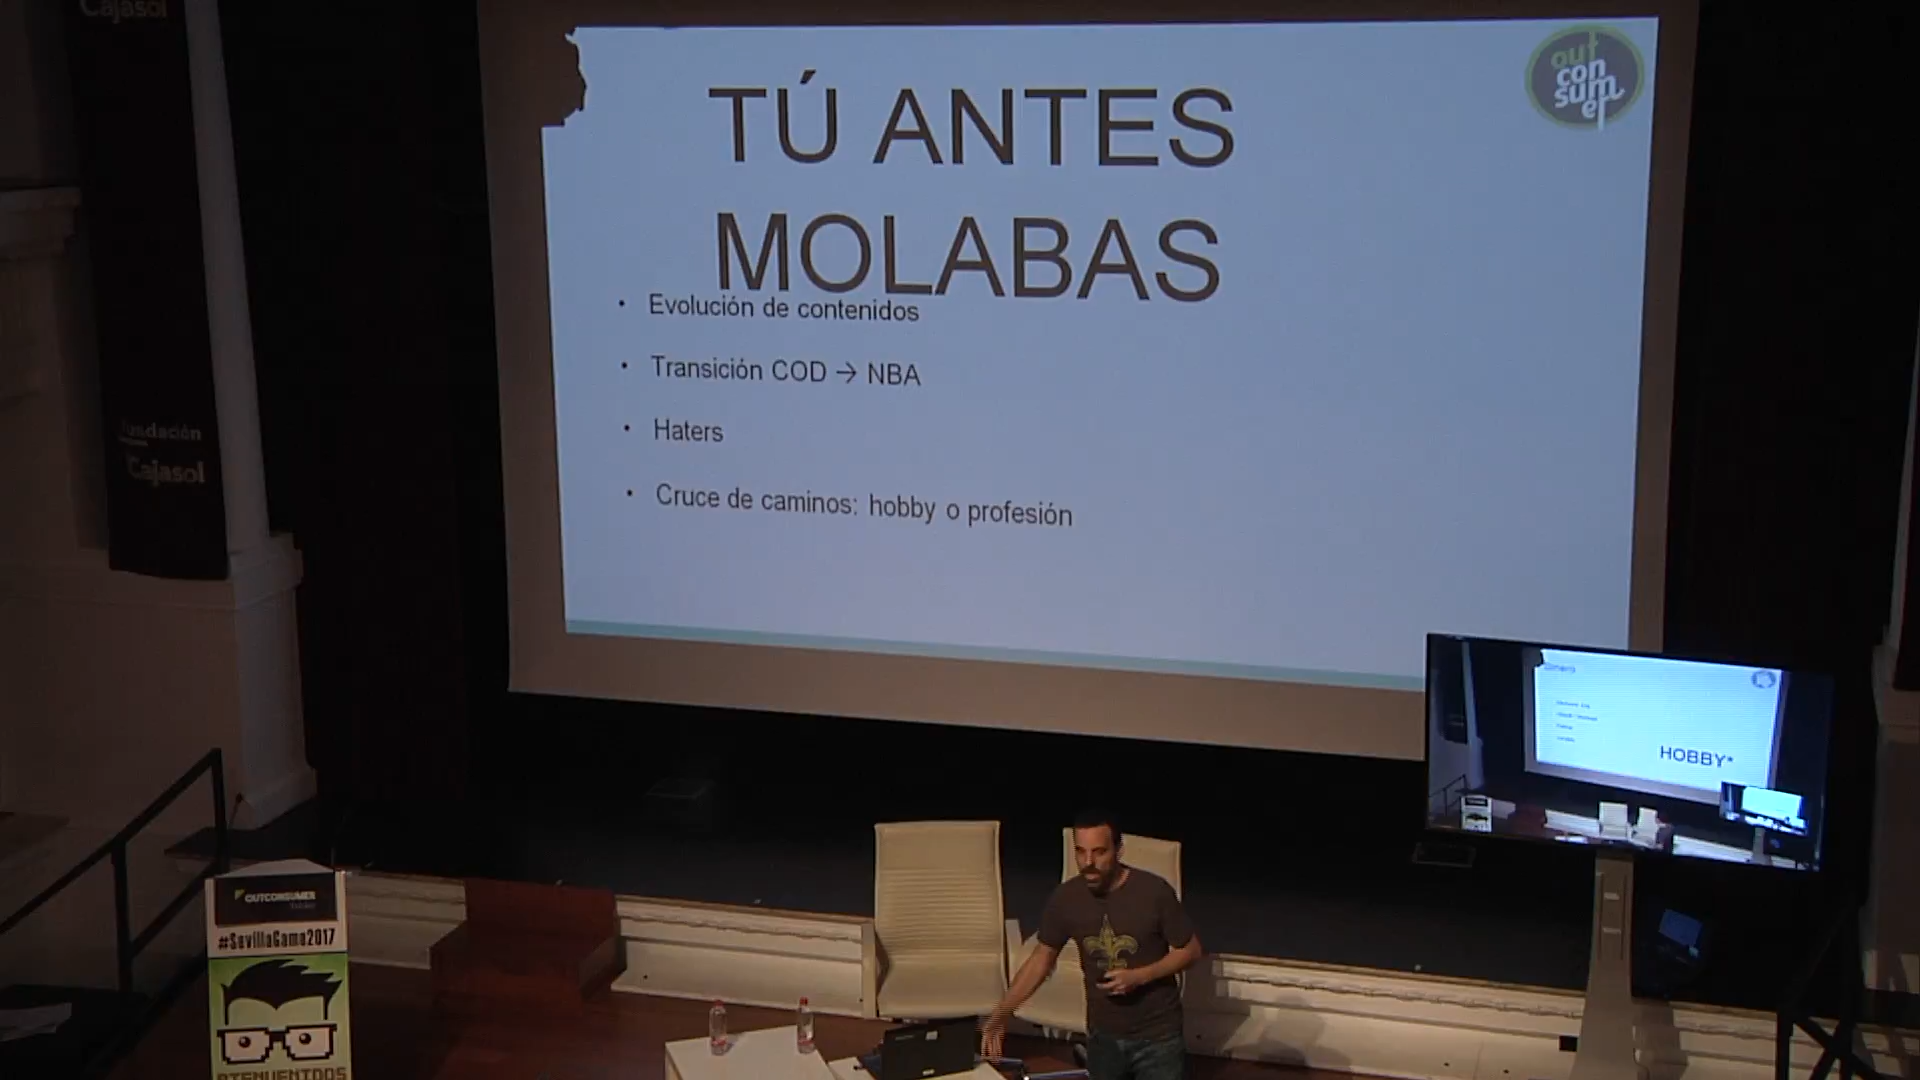 Cajasol
TÚ ANTES
MOLABAS
• Evolución de contenidos
• Transición COD → NBA
• Haters
• Cruce de caminos: hobby o profesión
out
con
sum
er
Fundación
Cajasol
HOBBY*
OUTCONSUMER
#SevillaGame2017
BIENVENIDOS